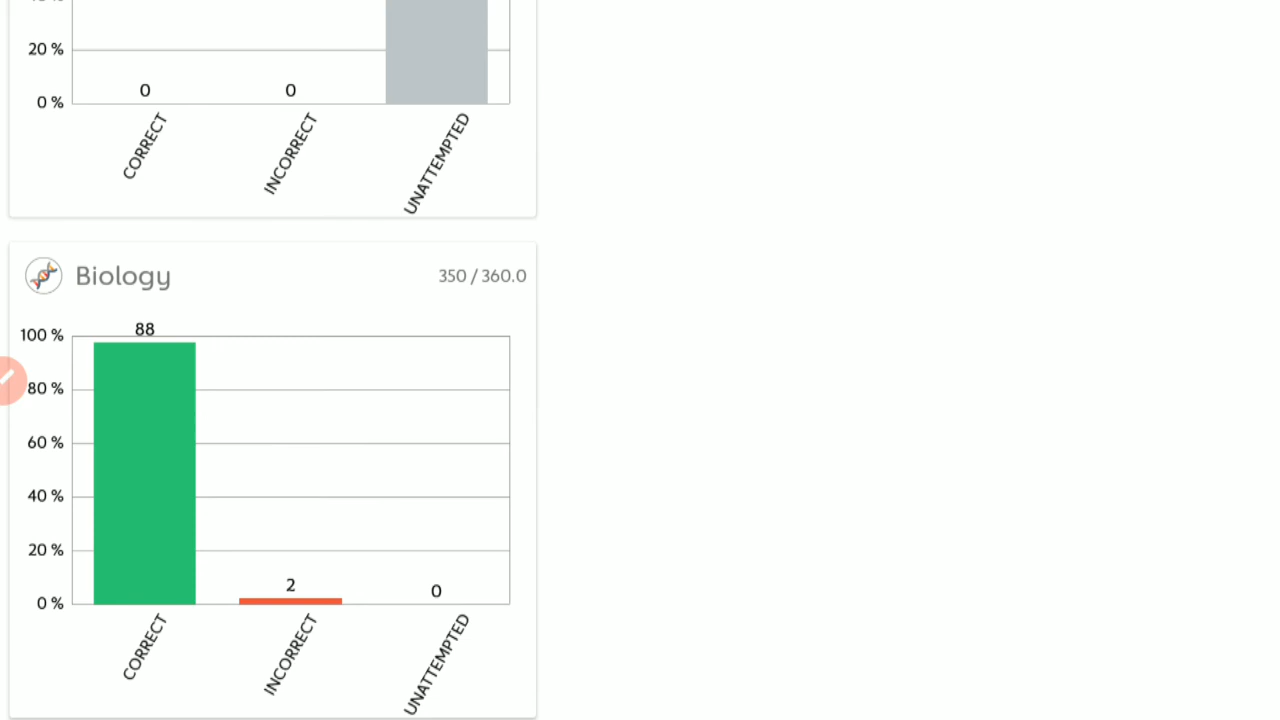 20 %
0 %
0
0
CORRECT
INCORRECT
UNATTEMPTED
Biology
350 / 360.0
100 %
80 %
60 %
40 %
20 %
0 %
88
2
0
CORRECT
INCORRECT
UNATTEMPTED